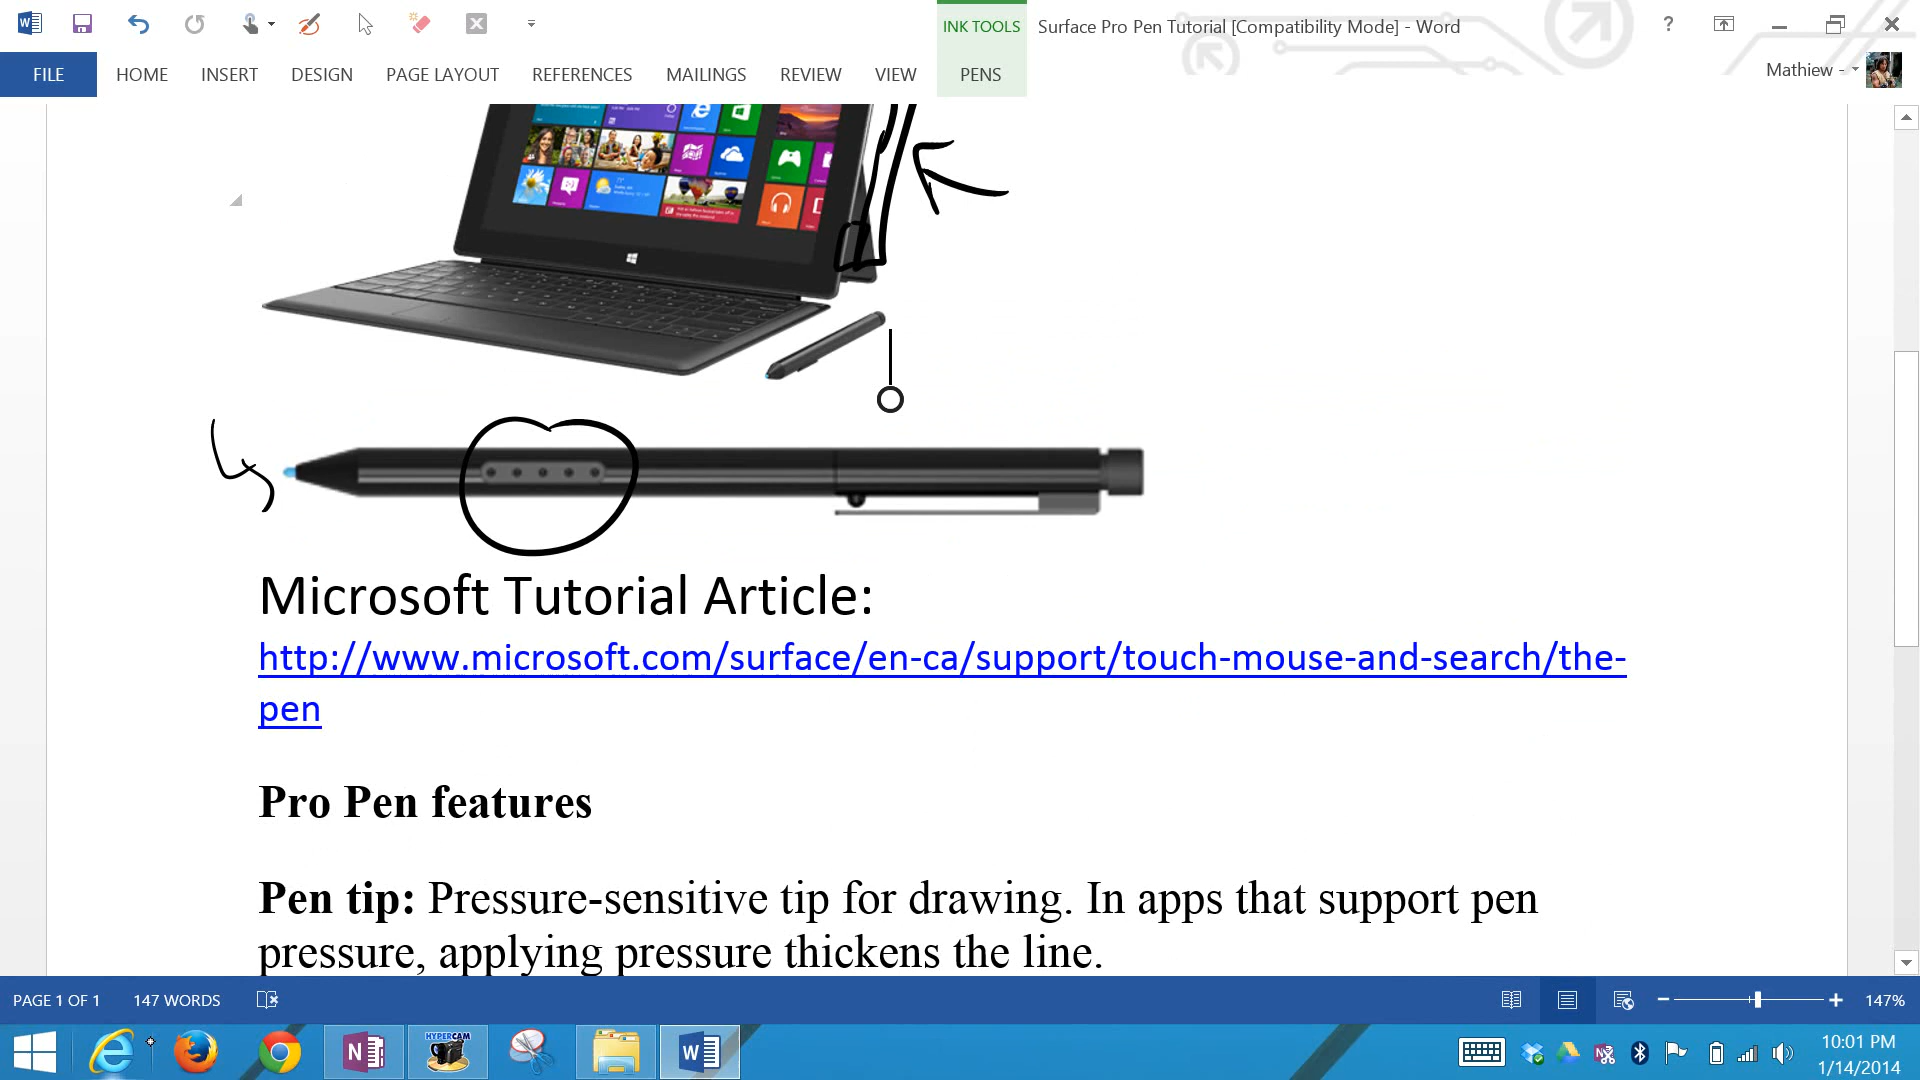 INK TOOLS
Surface Pro Pen Tutorial [Compatibility Mode] - Word
?
FILE HOME INSERT DESIGN PAGE LAYOUT REFERENCES MAILINGS REVIEW VIEW PENS
Mathiew -
Microsoft Tutorial Article:
http://www.microsoft.com/surface/en-ca/support/touch-mouse-and-search/the-
pen
Pro Pen features
Pen tip: Pressure-sensitive tip for drawing. In apps that support pen
pressure, applying pressure thickens the line.
PAGE 1 OF 1 147 WORDS 147%
HYPERCAM
10:01 PM
1/14/2014